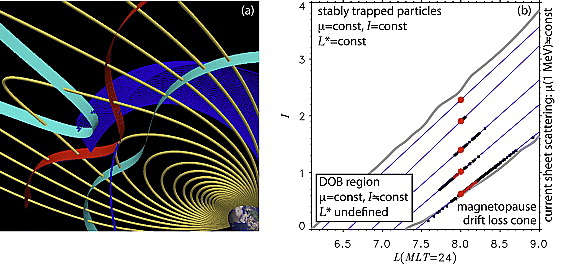 (a)
stably trapped particles
(b)
μ=const, I=const
L*=const
DOB region
μ=const, I≒const
L* undefined
magnetopause
drift loss cone
current sheet scattering: μ(1 MeV)≒const
I
4
3
2
1
0
6.5
7.0
7.5
8.0
8.5
9.0
L(MLT=24)